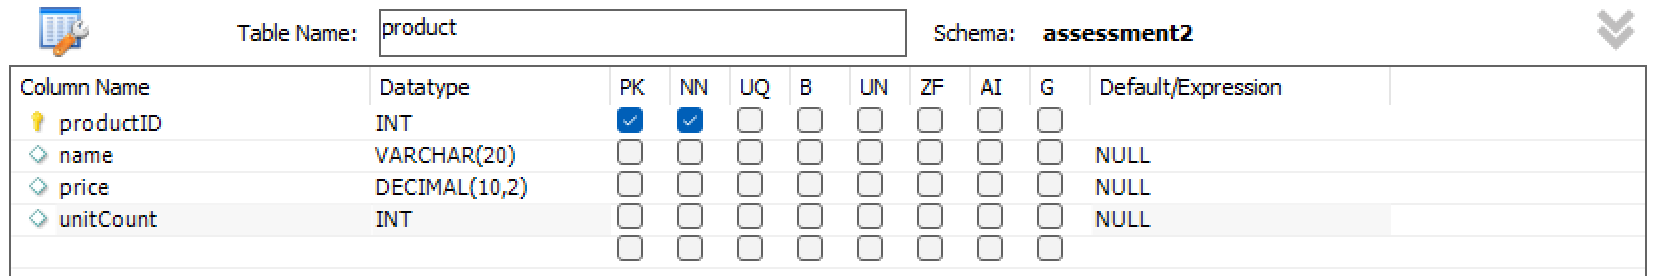 Table Name: product Schema: assessment2
Column Name Datatype PK NN UQ B UN ZF AI G Default/Expression
productID INT
name VARCHAR(20) NULL
price DECIMAL(10,2) NULL
unitCount INT NULL